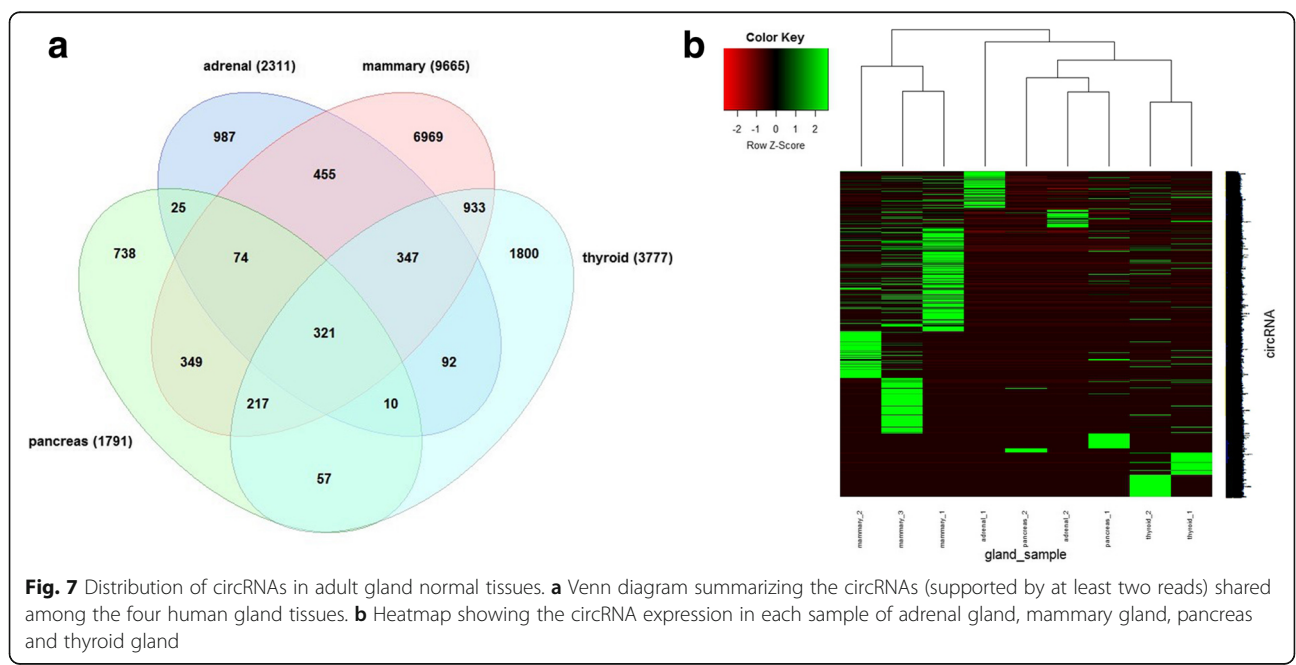 a
adrenal (2311)
mammary (9665)
987
6969
455
25
933
738
74
347
1800
thyroid (3777)
321
349
92
217
10
pancreas (1791)
57
b
Color Key
-2 -1 0 1 2
Row Z-Score
circRNA
mammary_2
mammary_3
mammary_1
adrenal_1
pancreas_2
adrenal_2
pancreas_1
thyroid_2
thyroid_1
gland_sample
Fig. 7 Distribution of circRNAs in adult gland normal tissues. a Venn diagram summarizing the circRNAs (supported by at least two reads) shared
among the four human gland tissues. b Heatmap showing the circRNA expression in each sample of adrenal gland, mammary gland, pancreas
and thyroid gland